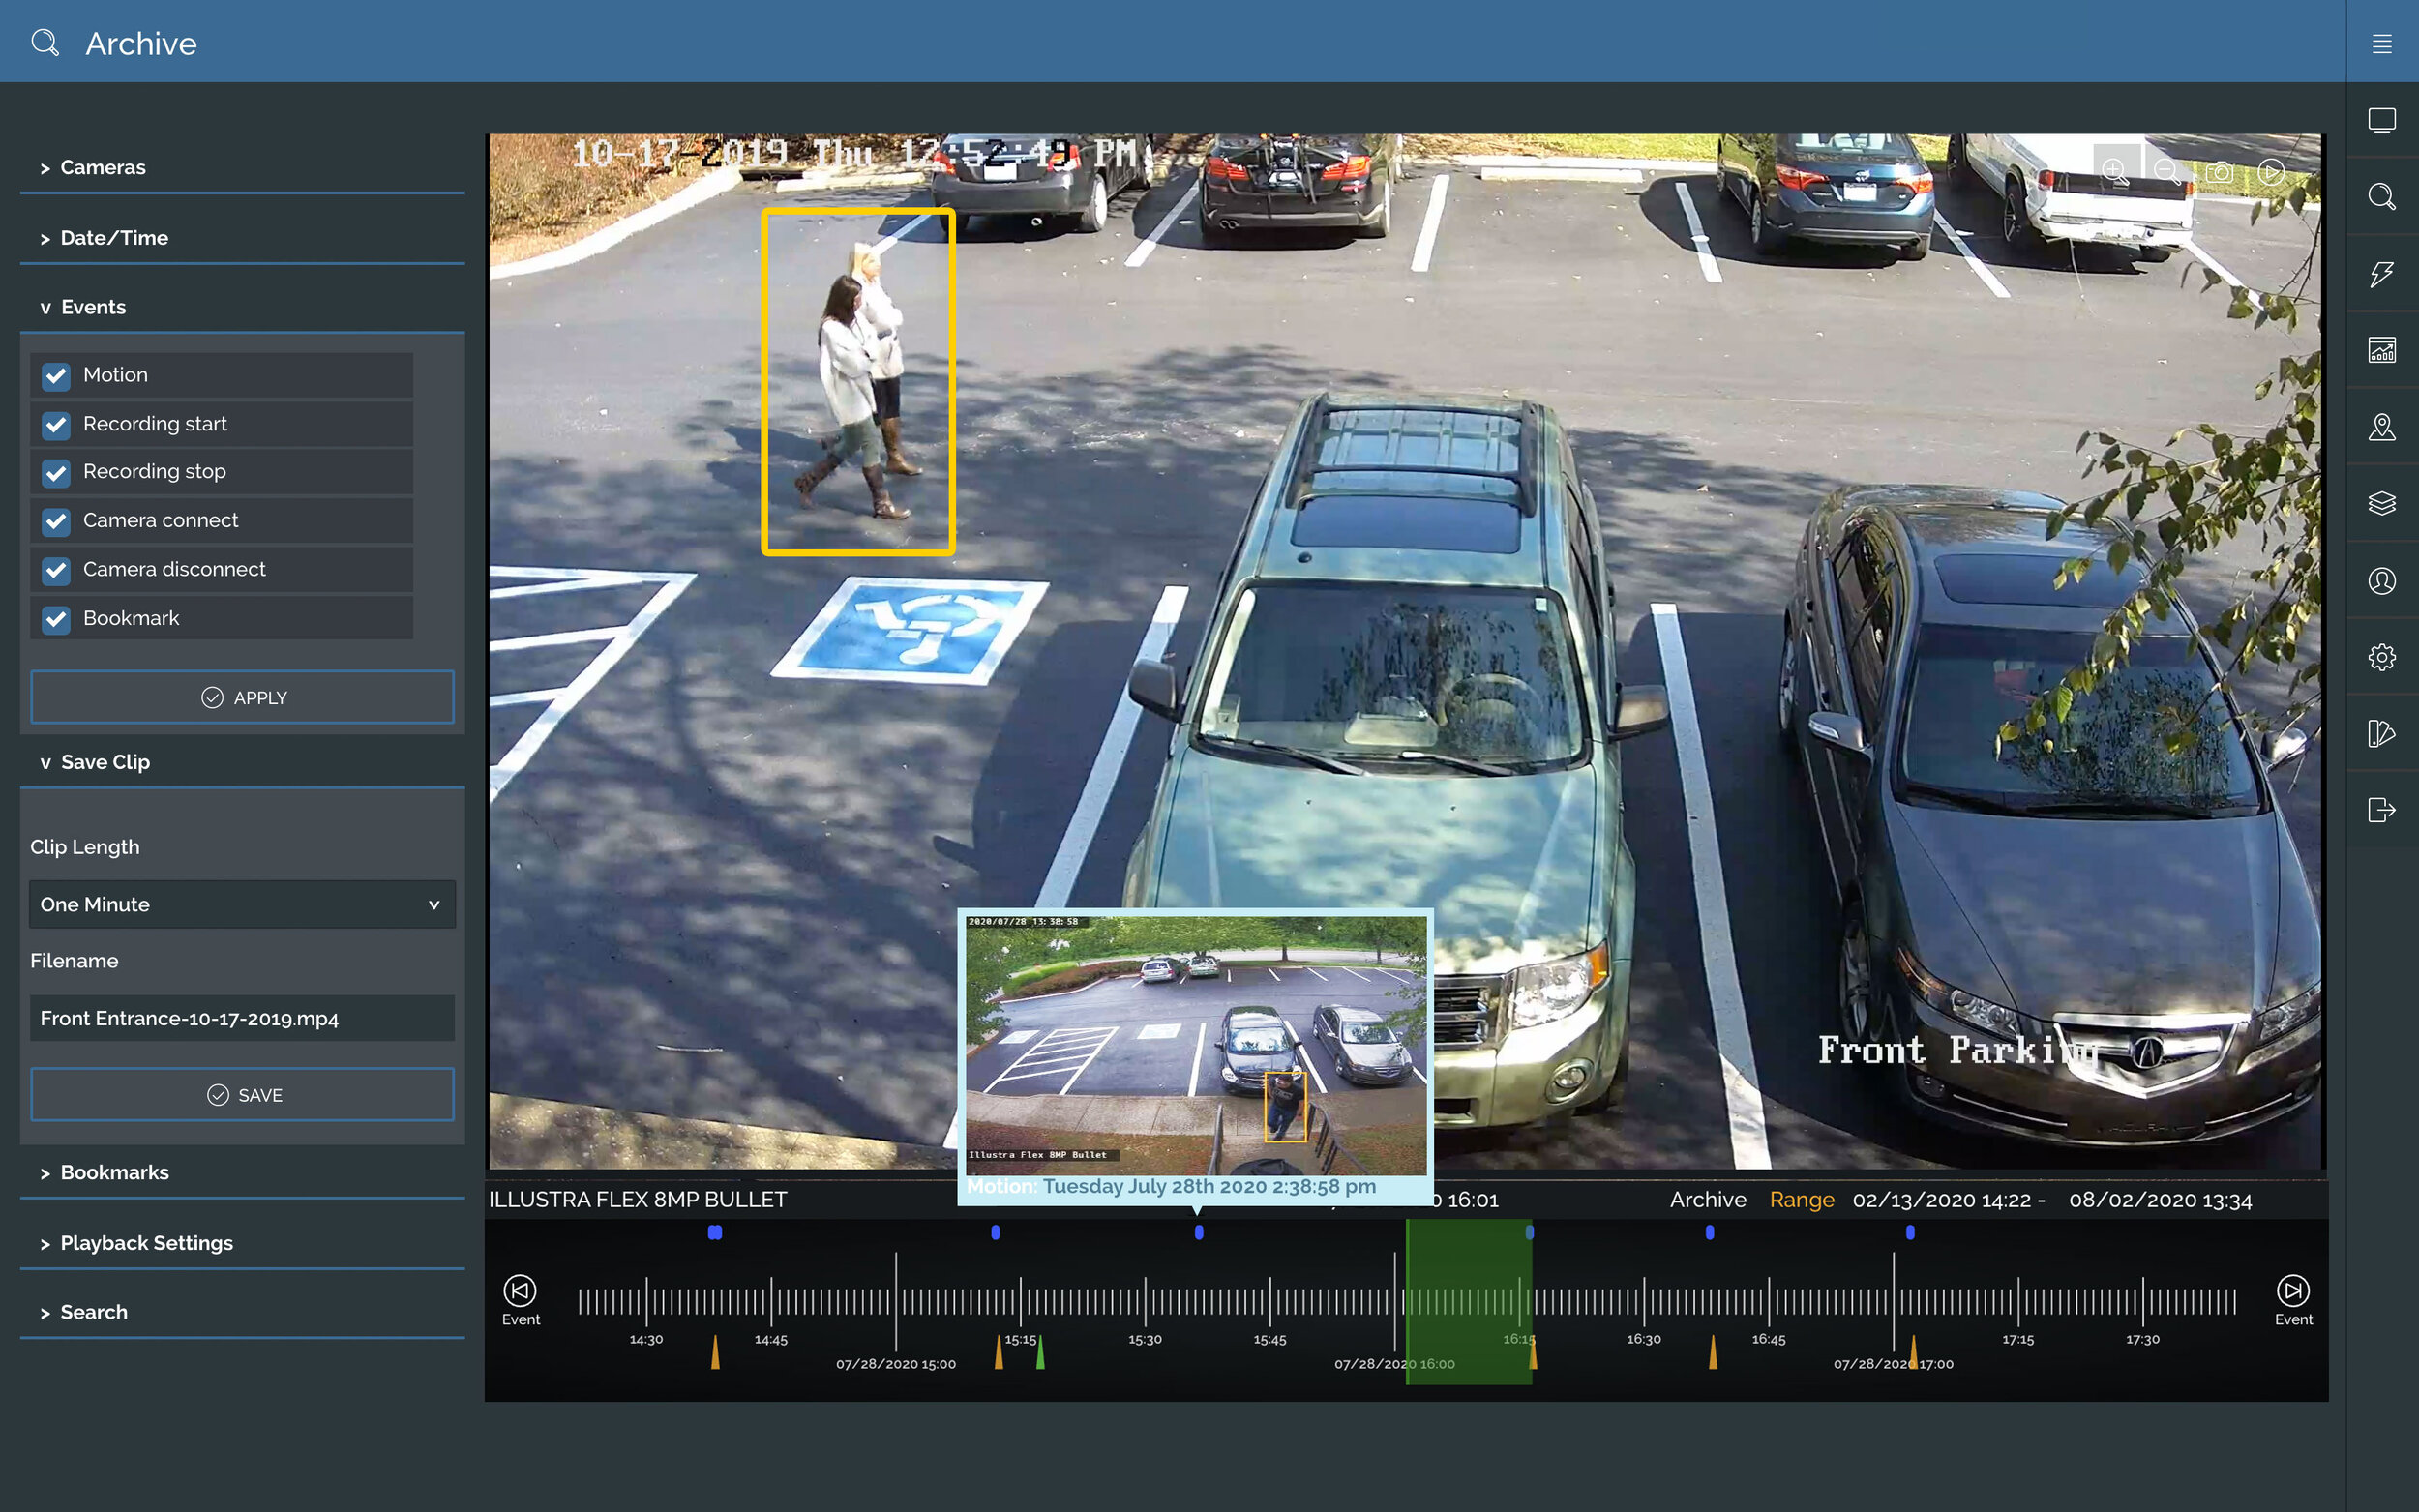 Archive
Cameras
Date/Time
Events
Motion
Recording start
Recording stop
Camera connect
Camera disconnect
Bookmark
APPLY
Save Clip
Clip Length
One Minute
Filename
Front Entrance-10-17-2019.mp4
SAVE
Bookmarks
Playback Settings
Search
10-17-2019 Thu 12:52:49 PM
Front Parking
2020/07/28 13:38:58
Illustra Flex 8MP Bullet
Motion: Tuesday July 28th 2020 2:38:58 pm
ILLUSTRA FLEX 8MP BULLET
0 16:01
Archive Range 02/13/2020 14:22 - 08/02/2020 13:34
Event
14:30 14:45 15:15 15:30 15:45 16:15 16:30 16:45 17:15 17:30
07/28/2020 15:00 07/28/2020 16:00 07/28/2020 17:00
Event